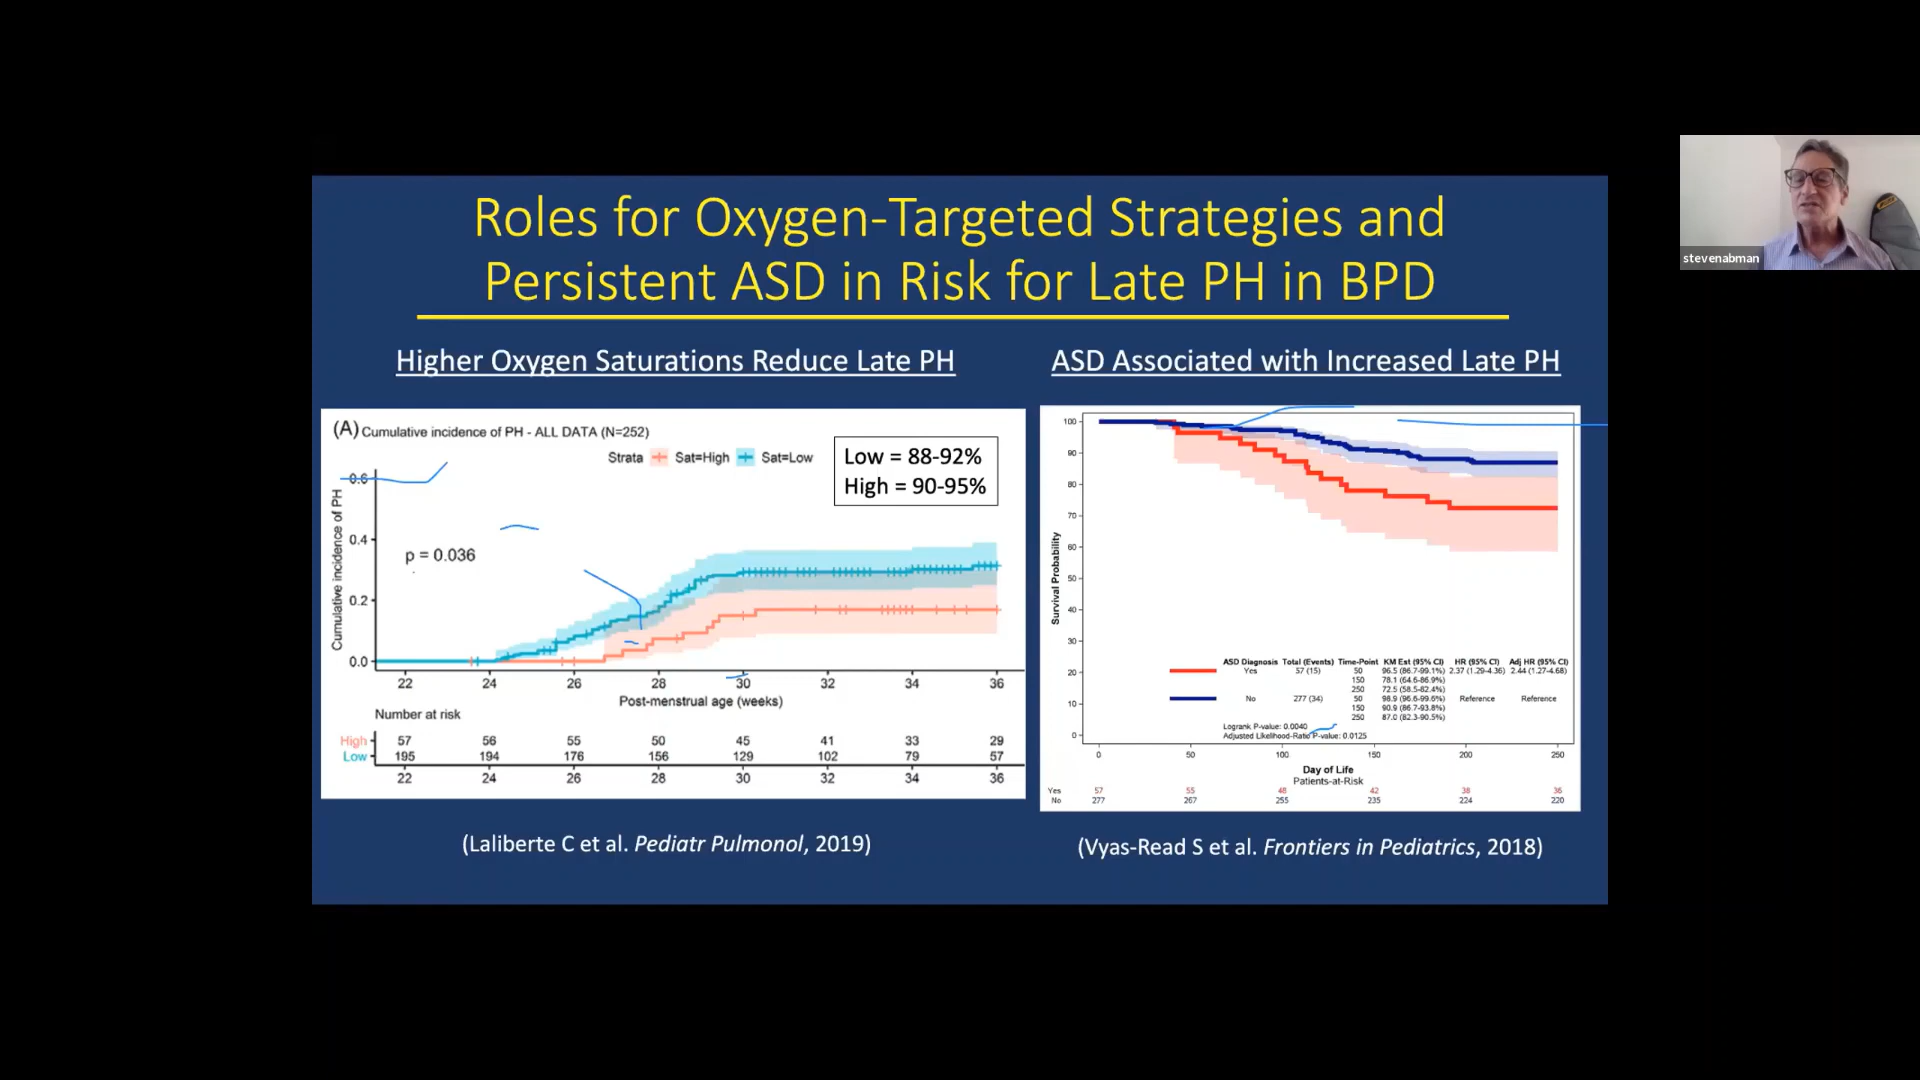 Roles for Oxygen-Targeted Strategies and
Persistent ASD in Risk for Late PH in BPD
stevenabman
Higher Oxygen Saturations Reduce Late PH
(A) Cumulative incidence of PH - ALL DATA (N=252)
Strata Sat=High Sat=Low
Low = 88-92%
High = 90-95%
Cumulative incidence of PH
0.6
0.4
0.2
0.0
p = 0.036
22 24 26 28 30 32 34 36
Post-menstrual age (weeks)
Number at risk
High 57 56 55 50 45 41 33 29
Low 195 194 176 156 129 102 79 57
22 24 26 28 30 32 34 36
(Laliberte C et al. Pediatr Pulmonol, 2019)
ASD Associated with Increased Late PH
Survival Probability
100
90
80
70
60
50
40
30
20
10
0
ASD Diagnosis Total (Events) Time-Point KM Est (95% CI) HR (95% CI) Adj HR (95% CI)
Yes 57 (15) 50 96.5 (86.7-99.1%) 2.37 (1.29-4.36) 2.44 (1.27-4.68)
150 78.1 (64.6-86.9%)
250 72.5 (58.5-82.4%)
No 277 (34) 50 98.9 (96.6-99.6%) Reference Reference
150 90.9 (86.7-93.8%)
250 87.0 (82.3-90.5%)
Logrank P-value: 0.0040
Adjusted Likelihood-Ratio P-value: 0.0125
0 50 100 150 200 250
Day of Life
Patients-at-Risk
Yes 57 55 48 42 38 36
No 277 267 255 235 224 220
(Vyas-Read S et al. Frontiers in Pediatrics, 2018)